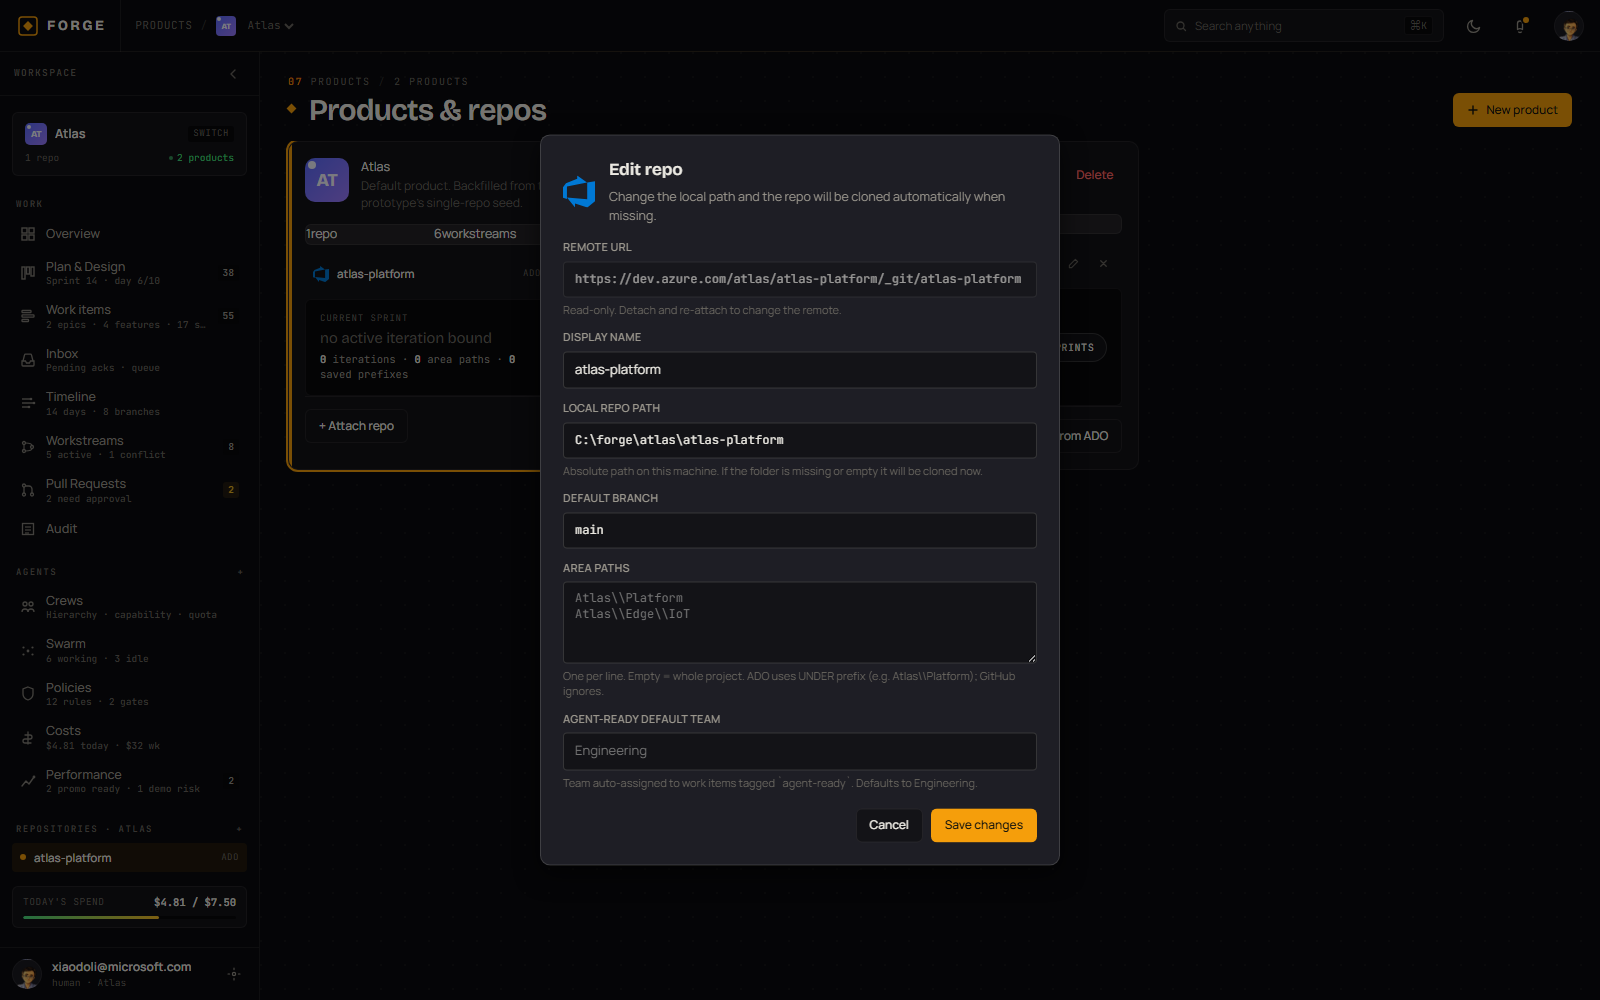 FORGE
PRODUCTS / AT Atlas
Search anything ⌘K
WORKSPACE
AT Atlas SWITCH
1 repo • 2 products
WORK
Overview
Plan & Design 38
Sprint 14 · day 6/10
Work items 55
2 epics · 4 features · 17 s…
Inbox
Pending acks · queue
Timeline
14 days · 8 branches
Workstreams 8
5 active · 1 conflict
Pull Requests 2
2 need approval
Audit
AGENTS +
Crews
Hierarchy · capability · quota
Swarm
6 working · 3 idle
Policies
12 rules · 2 gates
Costs
$4.81 today · $32 wk
Performance 2
2 promo ready · 1 demo risk
REPOSITORIES · ATLAS +
atlas-platform ADO
TODAY'S SPEND $4.81 / $7.50
xiaodoli@microsoft.com
human · Atlas
07 PRODUCTS / 2 PRODUCTS
Products & repos
+ New product
AT Atlas
Default product. Backfilled from
prototype's single-repo seed.
Delete
1repo 6workstreams
atlas-platform ADO
CURRENT SPRINT
no active iteration bound
0 iterations · 0 area paths · 0
saved prefixes
RINTS
+ Attach repo
rom ADO
Edit repo
Change the local path and the repo will be cloned automatically when
missing.
REMOTE URL
https://dev.azure.com/atlas/atlas-platform/_git/atlas-platform
Read-only. Detach and re-attach to change the remote.
DISPLAY NAME
atlas-platform
LOCAL REPO PATH
C:\forge\atlas\atlas-platform
Absolute path on this machine. If the folder is missing or empty it will be cloned now.
DEFAULT BRANCH
main
AREA PATHS
Atlas\\Platform
Atlas\\Edge\\IoT
One per line. Empty = whole project. ADO uses UNDER prefix (e.g. Atlas\\Platform); GitHub
ignores.
AGENT-READY DEFAULT TEAM
Engineering
Team auto-assigned to work items tagged `agent-ready`. Defaults to Engineering.
Cancel
Save changes